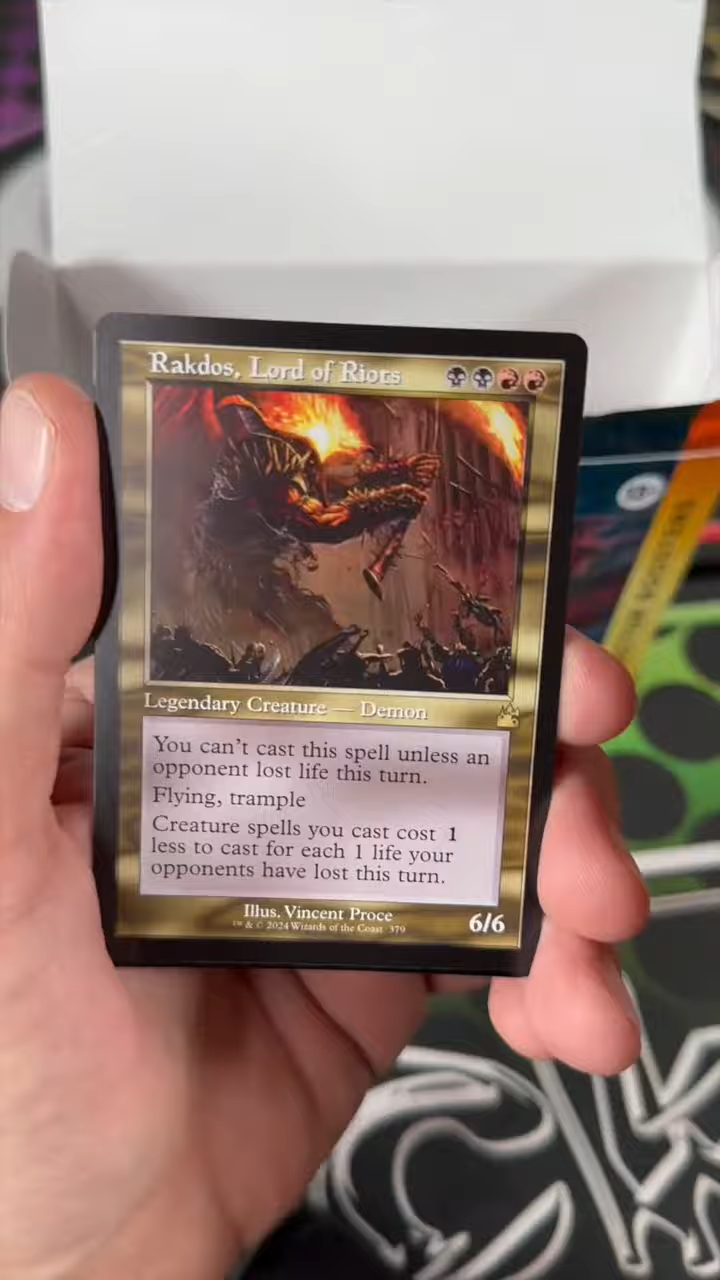 Rakdos, Lord of Riots
Legendary Creature — Demon
You can't cast this spell unless an
opponent lost life this turn.
Flying, trample
Creature spells you cast cost 1
less to cast for each 1 life your
opponents have lost this turn.
Illus. Vincent Proce
™ & © 2024 Wizards of the Coast 379
6/6